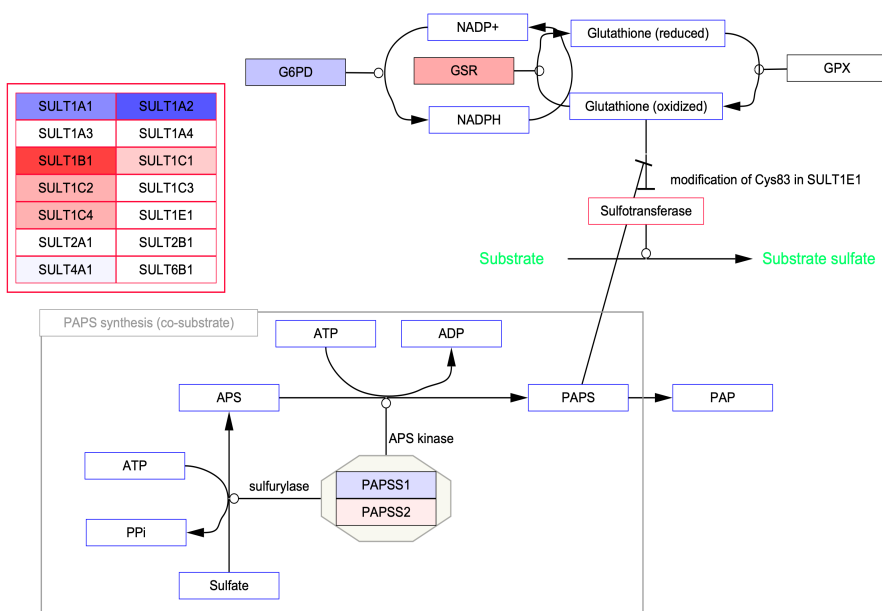 NADP+
Glutathione (reduced)
G6PD
GSR
GPX
NADPH
Glutathione (oxidized)
SULT1A1 SULT1A2
SULT1A3 SULT1A4
SULT1B1 SULT1C1
SULT1C2 SULT1C3
SULT1C4 SULT1E1
SULT2A1 SULT2B1
SULT4A1 SULT6B1
modification of Cys83 in SULT1E1
Sulfotransferase
Substrate
Substrate sulfate
PAPS synthesis (co-substrate)
ATP
ADP
APS
PAPS
PAP
APS kinase
ATP
sulfurylase
PAPSS1
PAPSS2
PPi
Sulfate